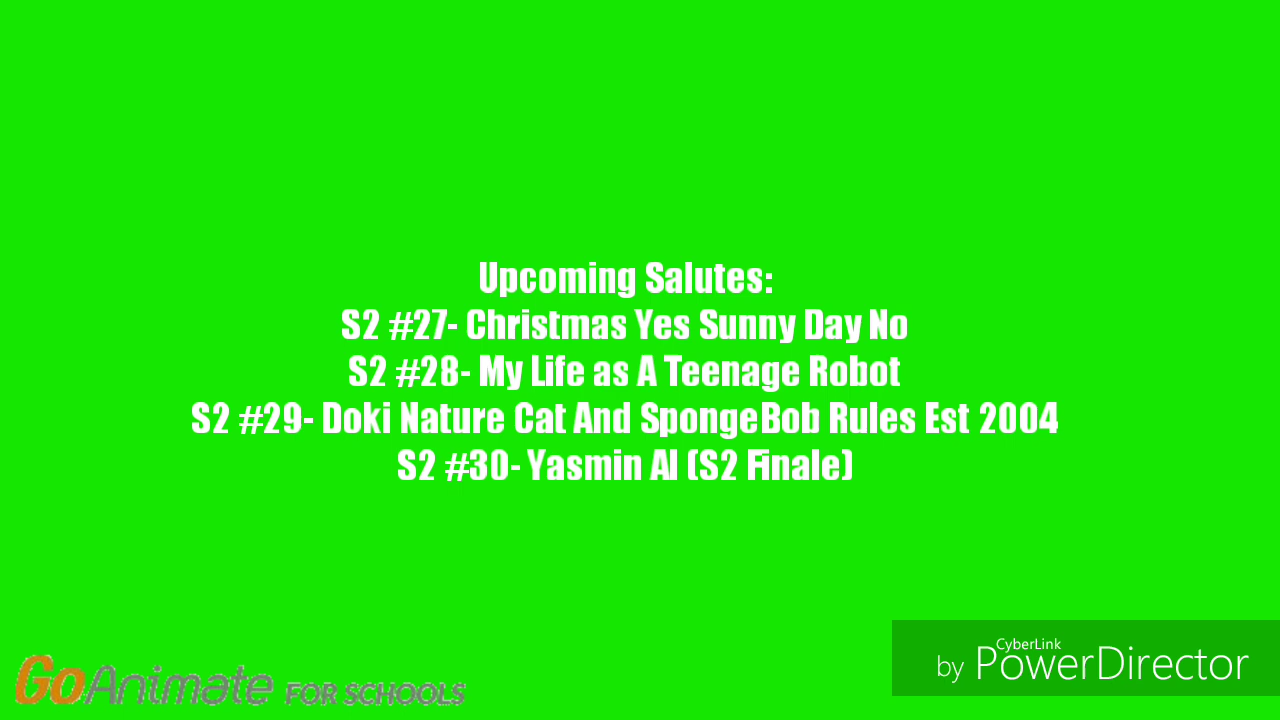 Upcoming Salutes:
S2 #27- Christmas Yes Sunny Day No
S2 #28- My Life as A Teenage Robot
S2 #29- Doki Nature Cat And SpongeBob Rules Est 2004
S2 #30- Yasmin Al (S2 Finale)
GoAnimate FOR SCHOOLS
CyberLink
by PowerDirector